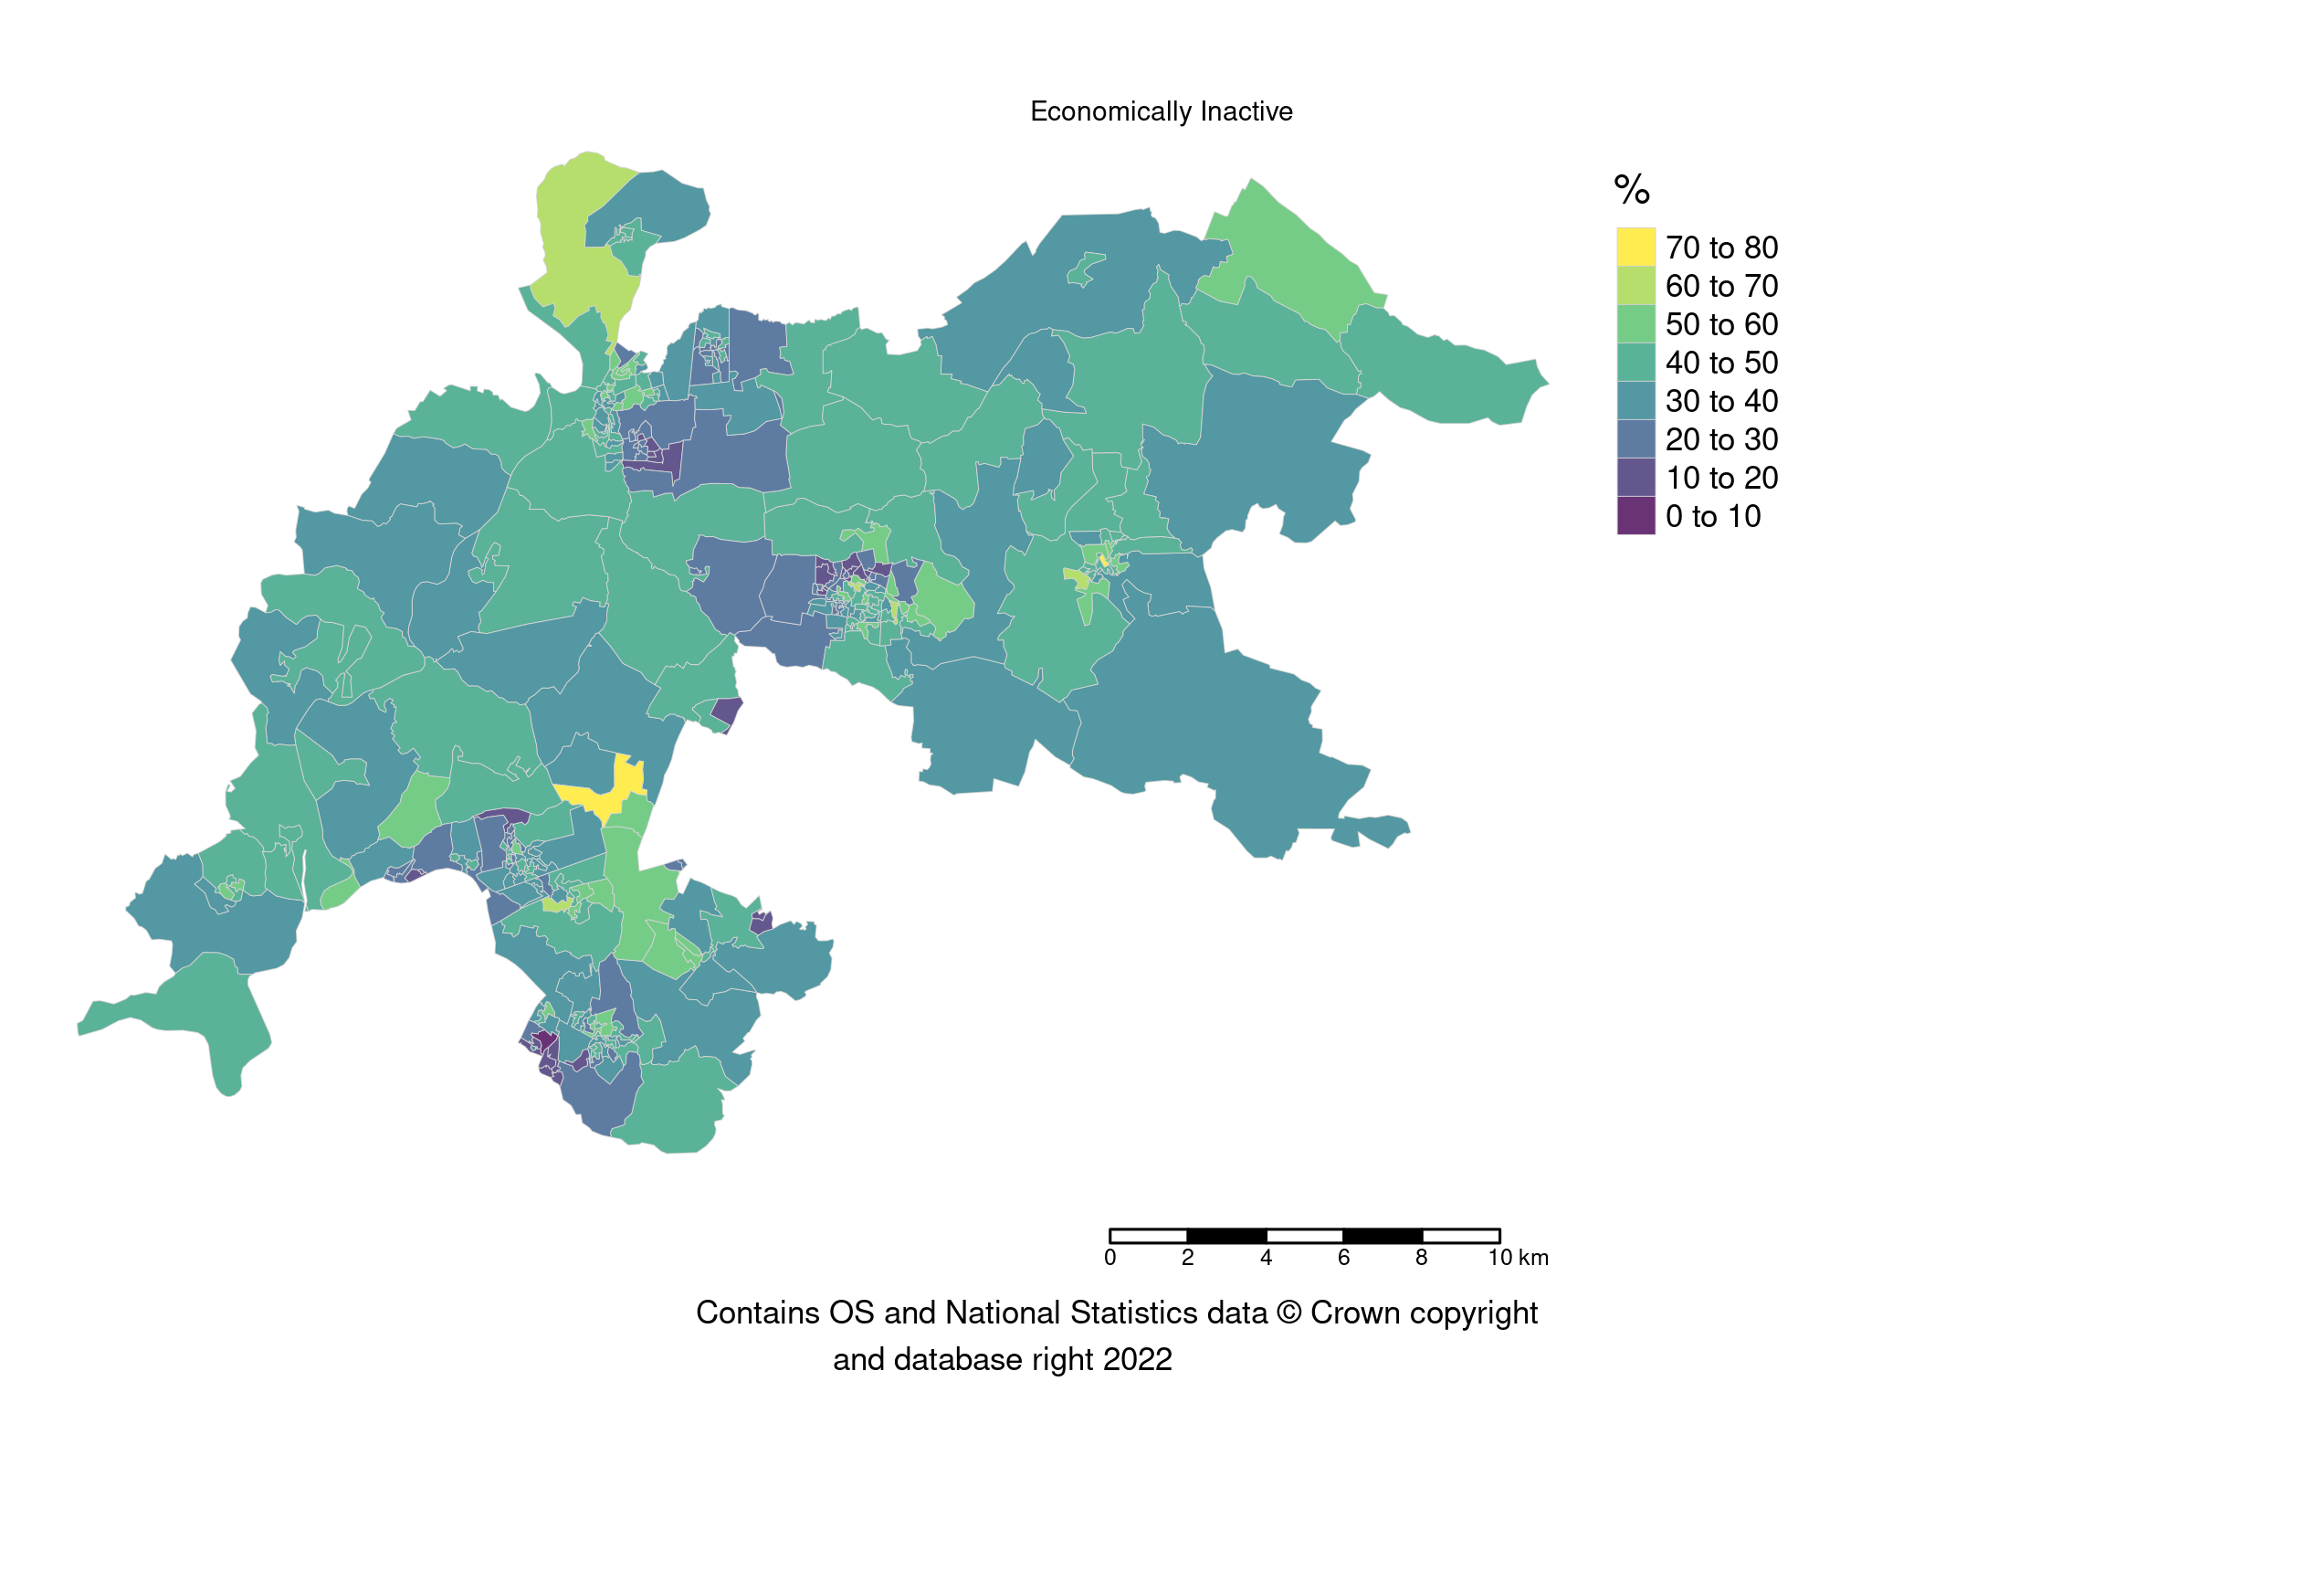 Economically Inactive
%
70 to 80
60 to 70
50 to 60
40 to 50
30 to 40
20 to 30
10 to 20
0 to 10
0 2 4 6 8 10 km
Contains OS and National Statistics data © Crown copyright
and database right 2022